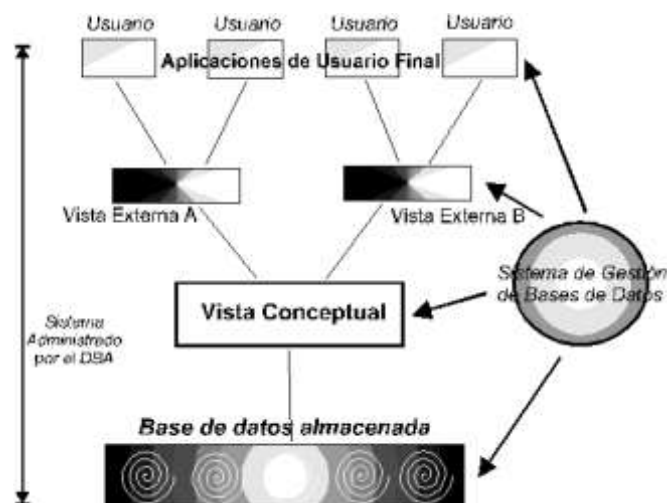 Usuario
Usuario
Usuario
Usuario
Aplicaciones de Usuario Final
Vista Externa A
Vista Externa B
Sistema de Gestión
de Bases de Datos
Vista Conceptual
Sistema
Administrado
por el DBA
Base de datos almacenada